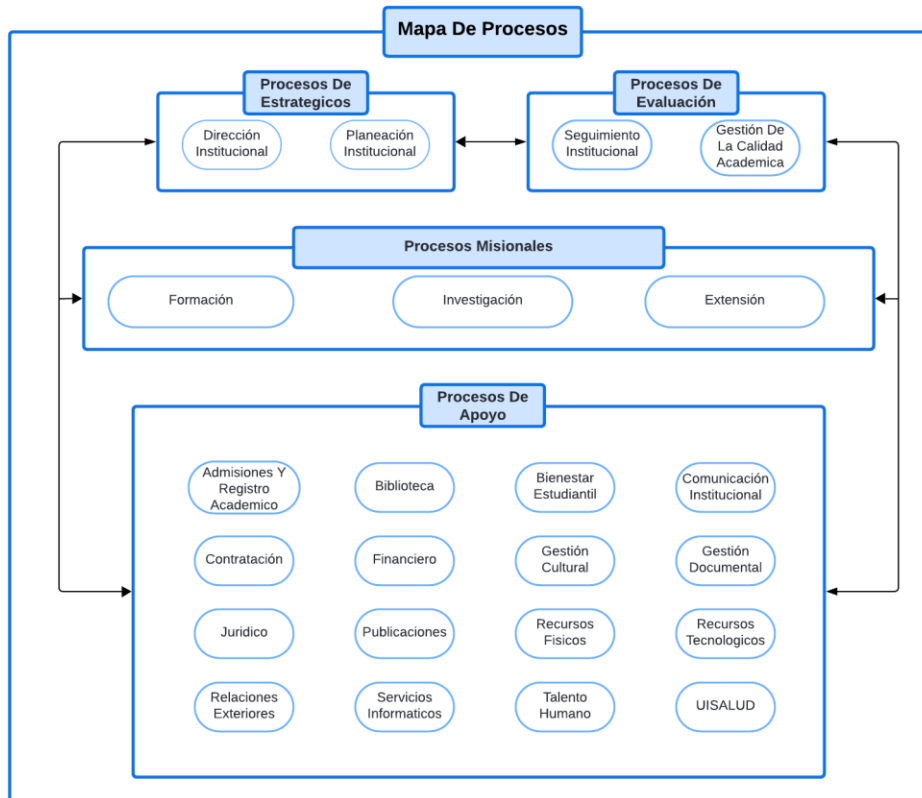 Mapa De Procesos
Procesos De
Estrategicos
Dirección
Institucional
Planeación
Institucional
Procesos De
Evaluación
Seguimiento
Institucional
Gestión De
La Calidad
Academica
Procesos Misionales
Formación
Investigación
Extensión
Procesos De
Apoyo
Admisiones Y
Registro
Academico
Biblioteca
Bienestar
Estudiantil
Comunicación
Institucional
Contratación
Financiero
Gestión
Cultural
Gestión
Documental
Juridico
Publicaciones
Recursos
Fisicos
Recursos
Tecnologicos
Relaciones
Exteriores
Servicios
Informaticos
Talento
Humano
UISALUD